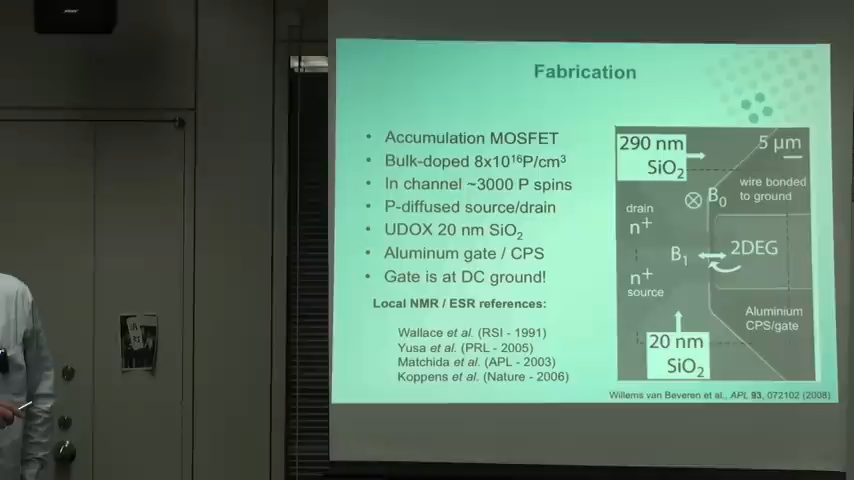 Fabrication
• Accumulation MOSFET
• Bulk-doped 8x10¹⁶P/cm³
• In channel ~3000 P spins
• P-diffused source/drain
• UDOX 20 nm SiO₂
• Aluminum gate / CPS
• Gate is at DC ground!
Local NMR / ESR references:
Wallace et al. (RSI - 1991)
Yusa et al. (PRL - 2005)
Matchida et al. (APL - 2003)
Koppens et al. (Nature - 2006)
290 nm
SiO₂
5 µm
wire bonded
to ground
B₀
drain
n⁺
B₁
2DEG
n⁺
source
Aluminium
CPS/gate
20 nm
SiO₂
Willems van Beveren et al., APL 93, 072102 (2008)